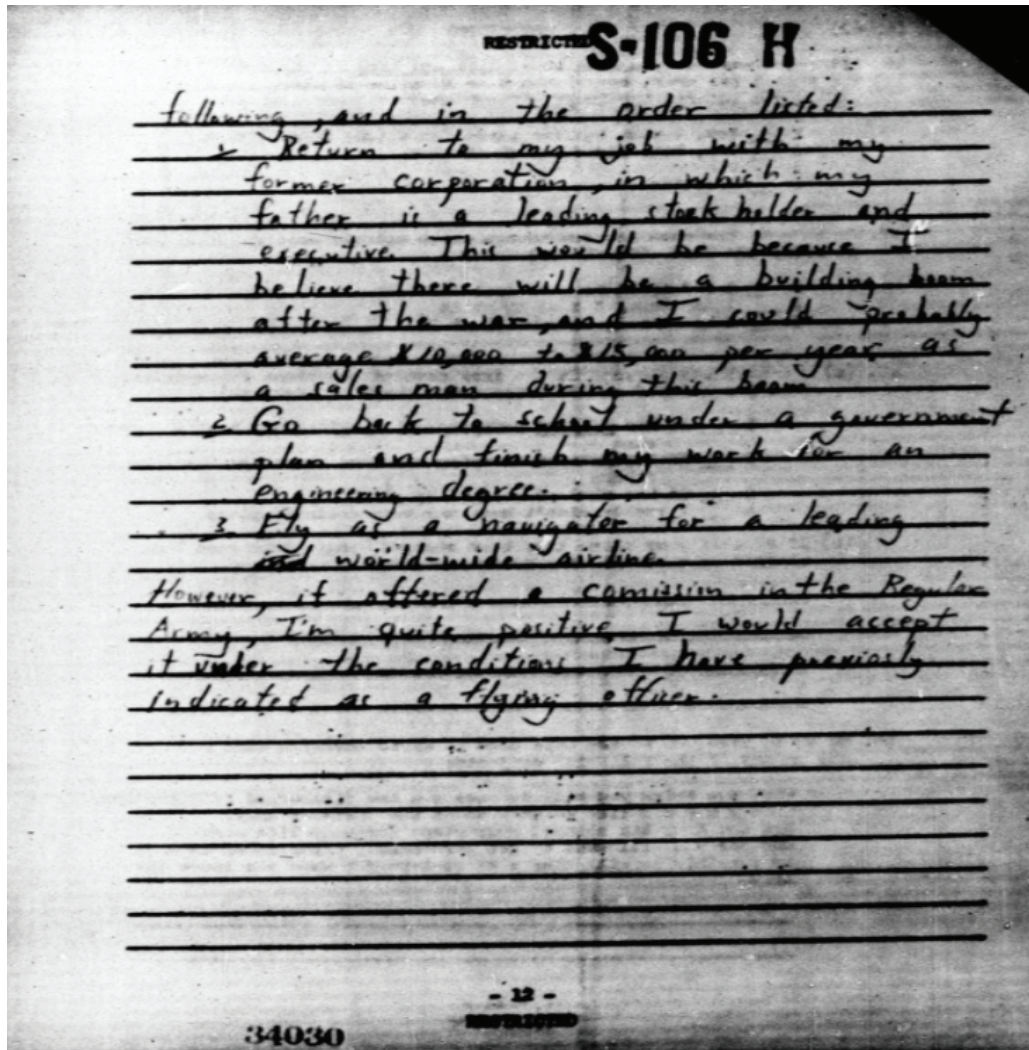 RESTRICTED S-106 H
following, and in the order listed:
1. Return to my job with my
former corporation, in which my
father is a leading stock holder and
executive. This would be because I
believe there will be a building boom
after the war, and I could probably
average $10,000 to $15,000 per year as
a sales man during this boom
2. Go back to school under a government
plan and finish my work for an
engineering degree.
3. Fly as a navigator for a leading
world-wide airline.
However, if offered a comission in the Regular
Army, I'm quite positive I would accept
it under the conditions I have previosly
indicated as a flying officer.
- 12 -
RESTRICTED
34030